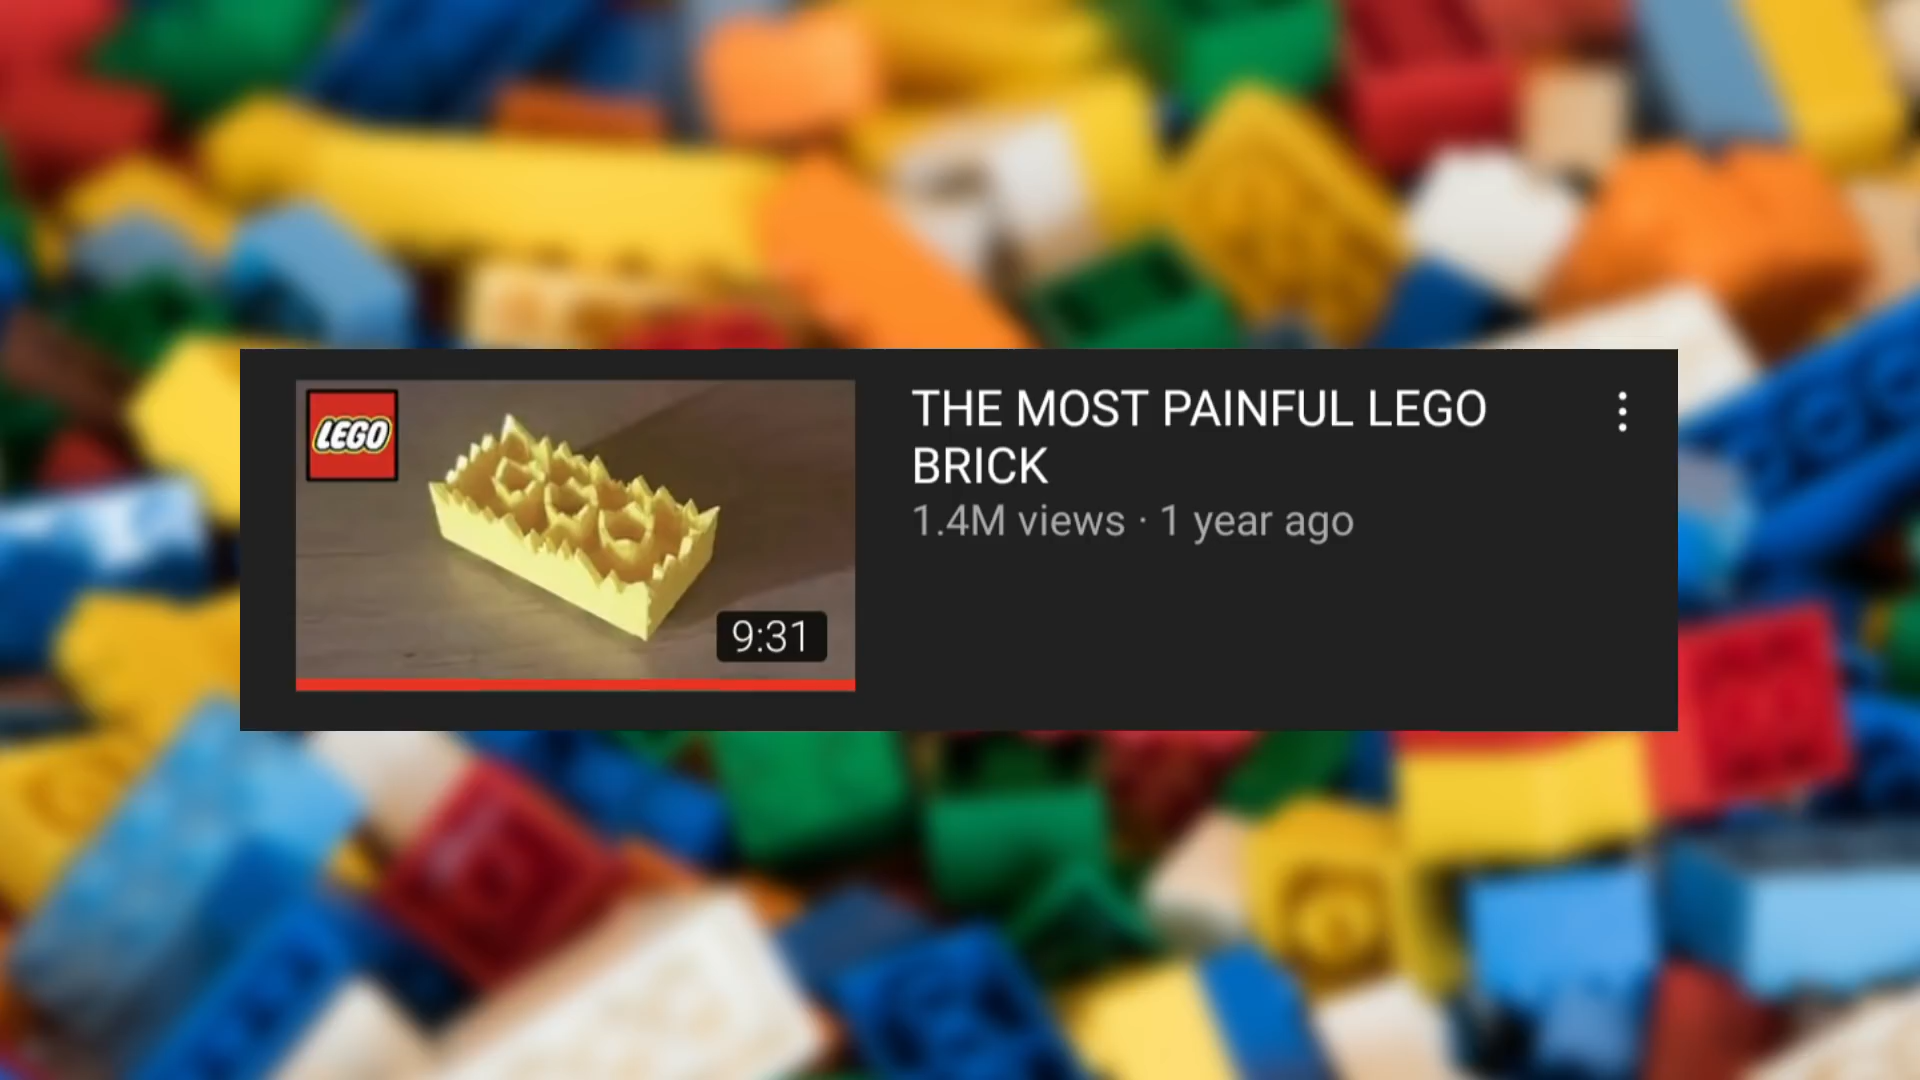 LEGO
THE MOST PAINFUL LEGO
BRICK
1.4M views · 1 year ago
9:31